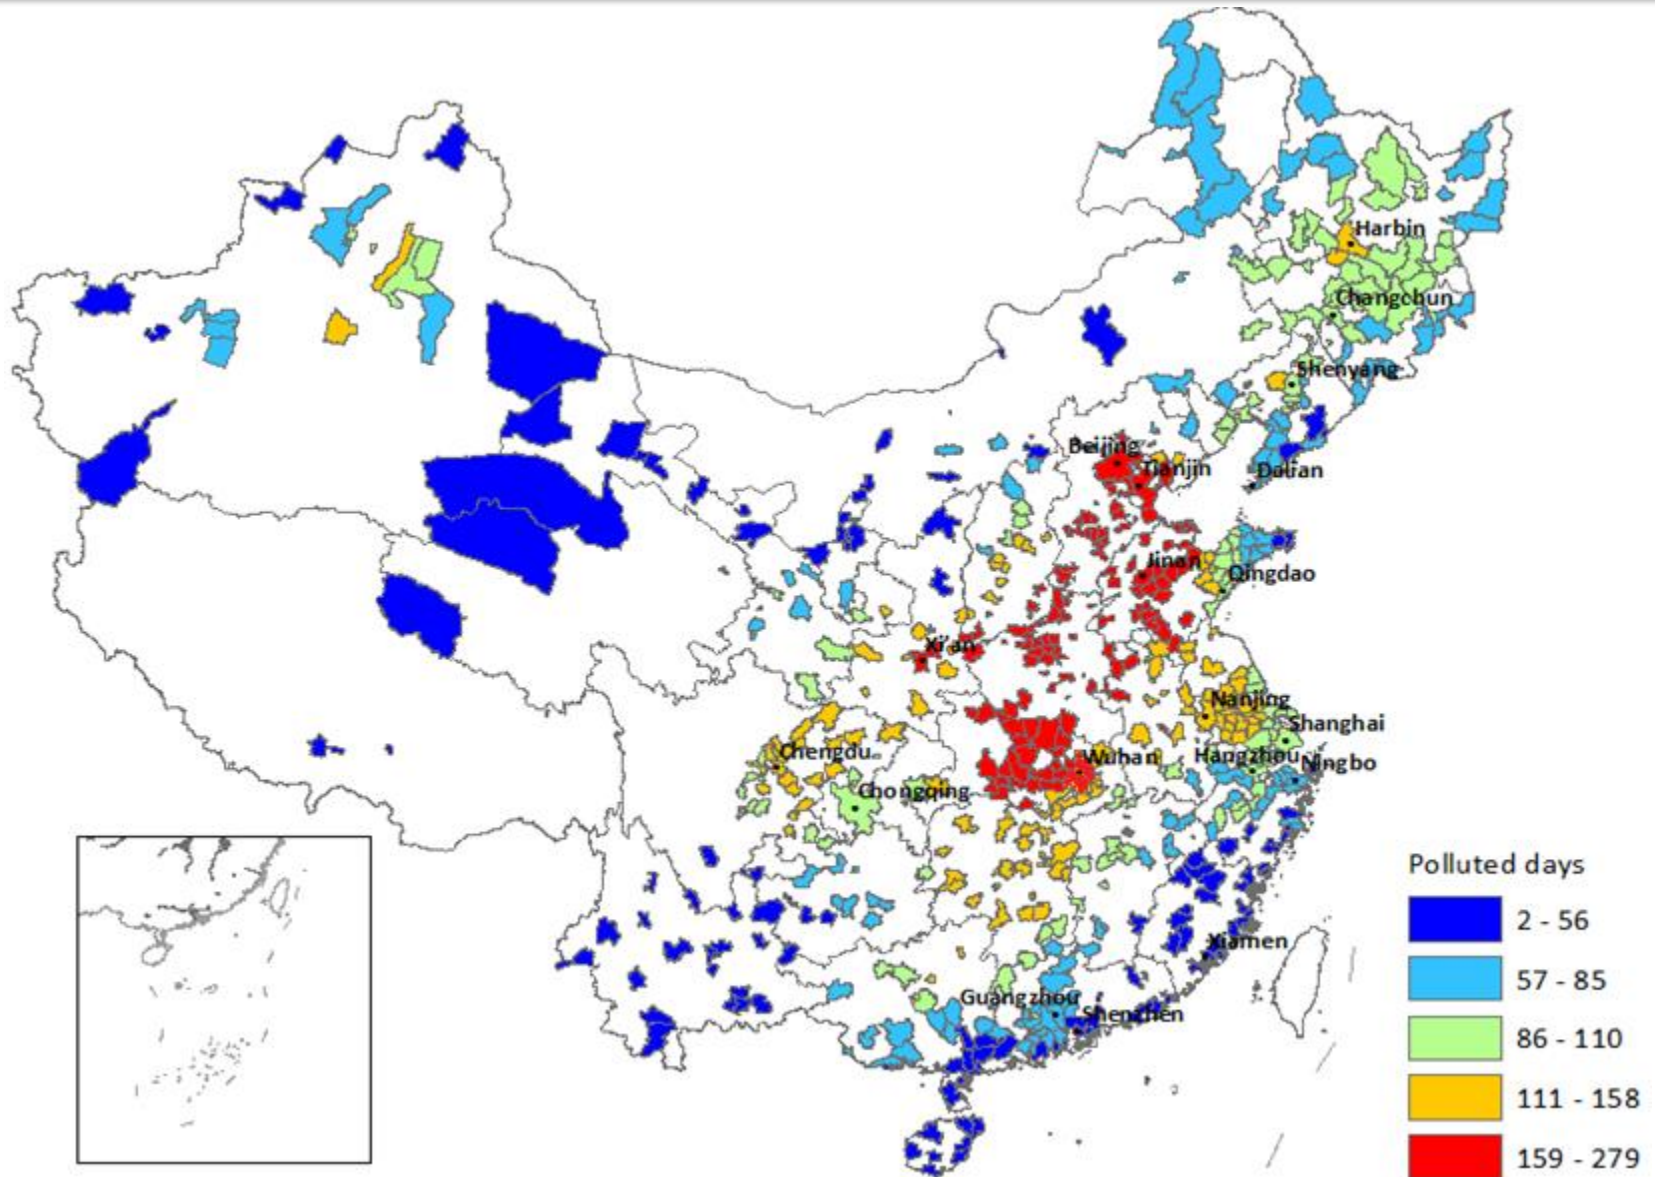 Harbin
Changchun
Shenyang
Beijing
Tianjin
Dalian
Jinan
Qingdao
Xi'an
Nanjing
Shanghai
Chengdu
Wuhan
Hangzhou
Ningbo
Chongqing
Xiamen
Guangzhou
Shenzhen
Polluted days
2 - 56
57 - 85
86 - 110
111 - 158
159 - 279